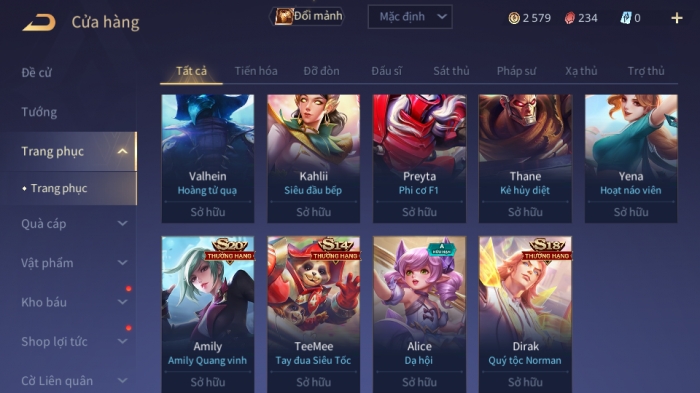 Cửa hàng
Đổi mảnh
Mặc định
2 579
234
0
Đề cử
Tướng
Trang phục
Trang phục
Quà cáp
Vật phẩm
Kho báu
Shop lợi tức
Cờ Liên quân
Tất cả
Tiến hóa
Đỡ đòn
Đấu sĩ
Sát thủ
Pháp sư
Xạ thủ
Trợ thủ
Valhein
Hoàng tử quạ
Sở hữu
Kahlii
Siêu đầu bếp
Sở hữu
Preyta
Phi cơ F1
Sở hữu
Thane
Kẻ hủy diệt
Sở hữu
Yena
Hoạt náo viên
Sở hữu
S20
THƯỞNG HẠNG
Amily
Amily Quang vinh
Sở hữu
S14
THƯỞNG HẠNG
TeeMee
Tay đua Siêu Tốc
Sở hữu
Alice
Dạ hội
Sở hữu
S18
THƯỞNG HẠNG
Dirak
Quý tộc Norman
Sở hữu